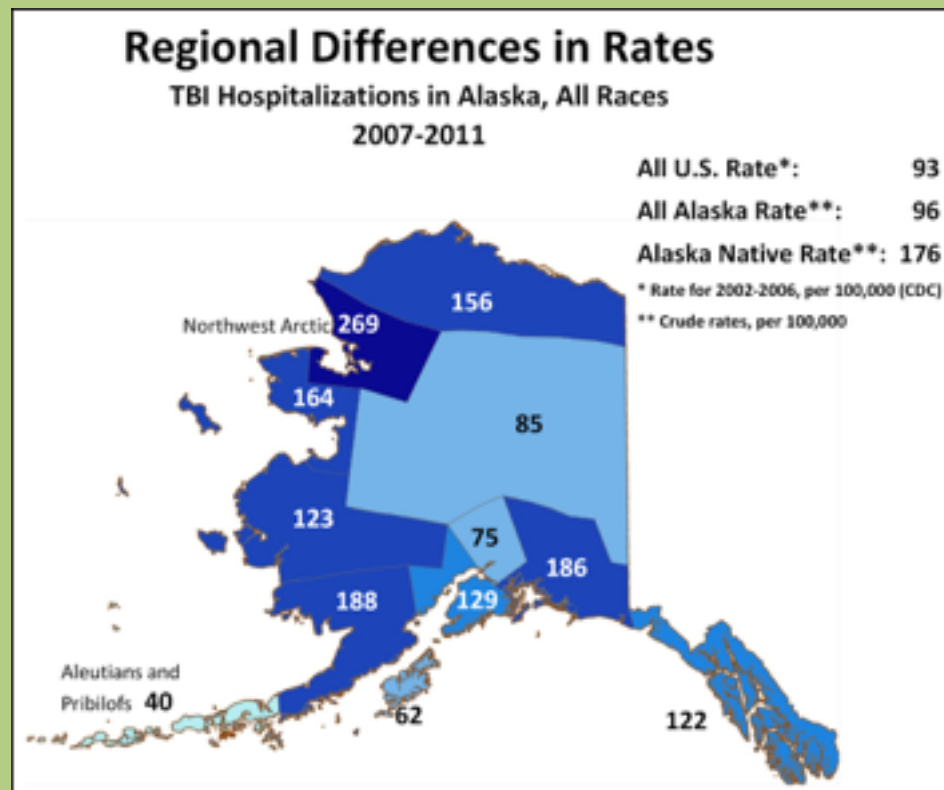 Regional Differences in Rates
TBI Hospitalizations in Alaska, All Races
2007-2011
All U.S. Rate*: 93
All Alaska Rate**: 96
Alaska Native Rate**: 176
* Rate for 2002-2006, per 100,000 (CDC)
** Crude rates, per 100,000
156
Northwest Arctic 269
164
85
123
75
186
188
129
Aleutians and
Pribilofs 40
62
122